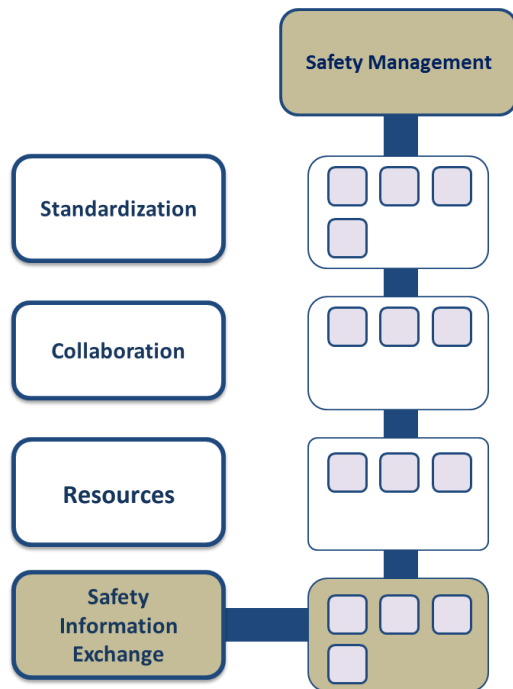 Safety Management
Standardization
Collaboration
Resources
Safety
Information
Exchange